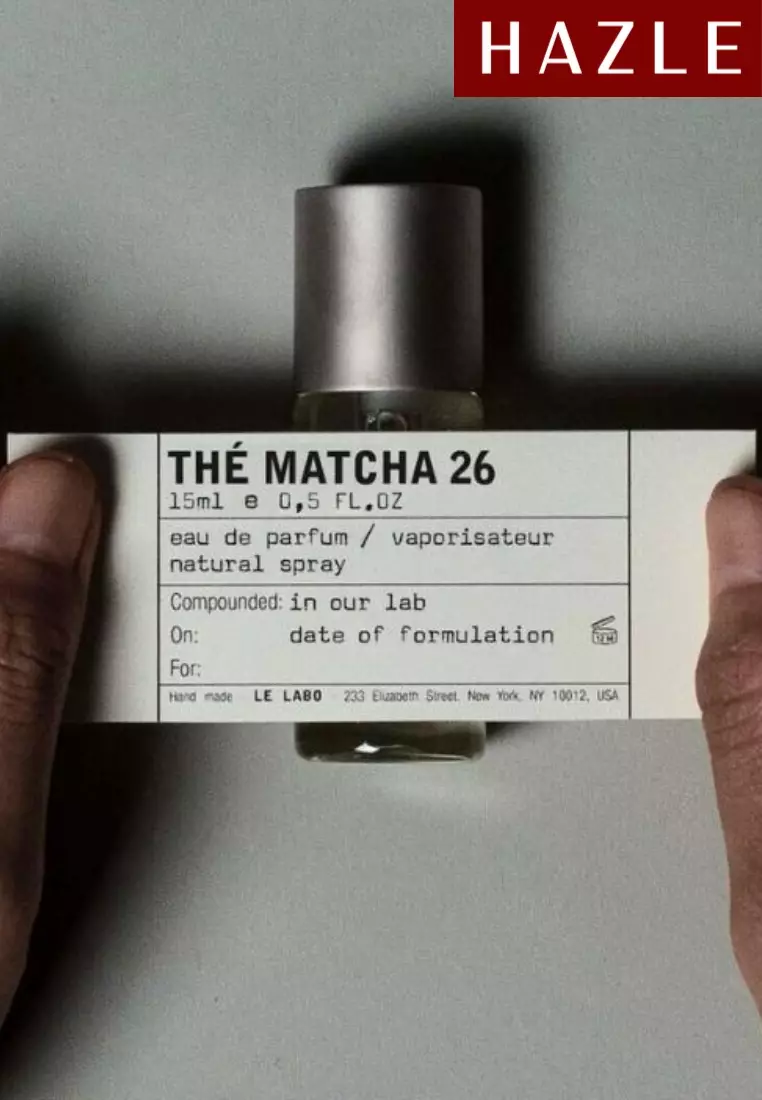 HAZLE
THÉ MATCHA 26
15ml e 0,5 FL.OZ
eau de parfum / vaporisateur
natural spray
Compounded: in our lab
On: date of formulation
12M
For:
Hand made LE LABO 233 Elizabeth Street, New York, NY 10012, USA